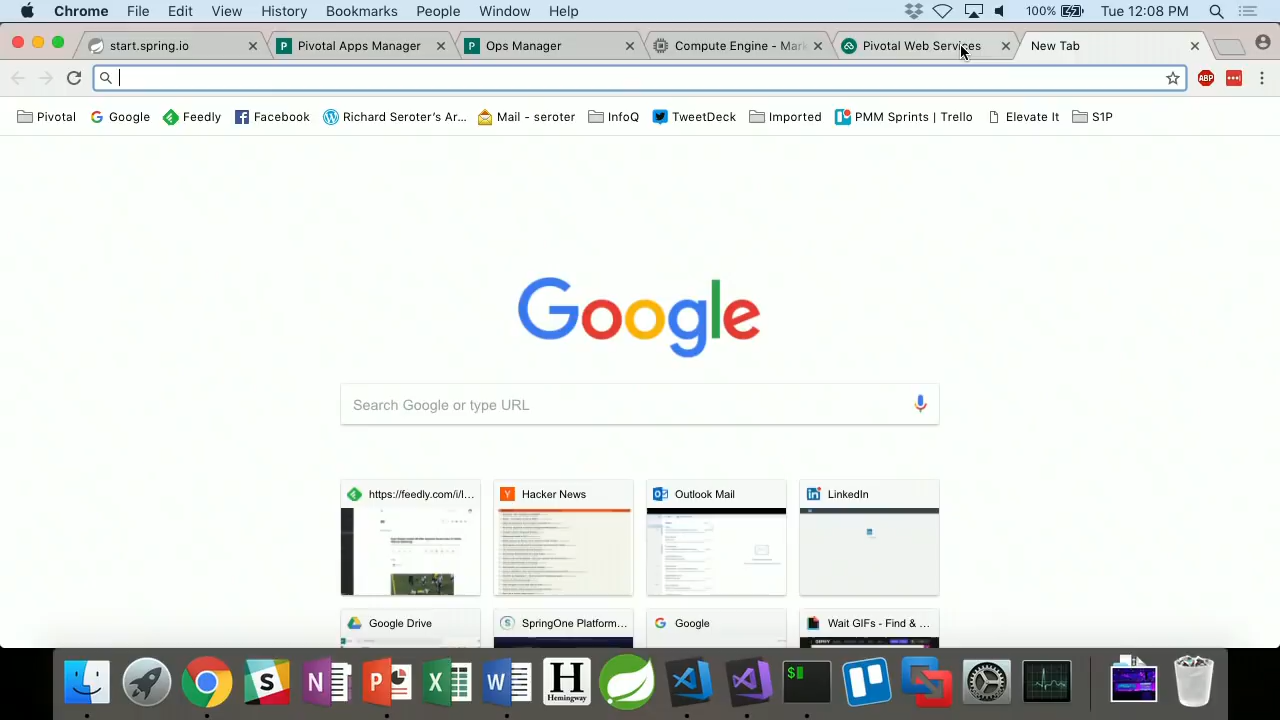 Chrome File Edit View History Bookmarks People Window Help 100% Tue 12:08 PM
start.spring.io Pivotal Apps Manager Ops Manager Compute Engine - Mark Pivotal Web Services New Tab
ABP
Pivotal Google Feedly Facebook Richard Seroter's Ar... Mail - seroter InfoQ TweetDeck Imported PMM Sprints | Trello Elevate It S1P
Google
Search Google or type URL
https://feedly.com/i/l... Hacker News Outlook Mail LinkedIn
Google Drive SpringOne Platform... Google Wait GIFs - Find & ...
N P X W H $
Hemingway